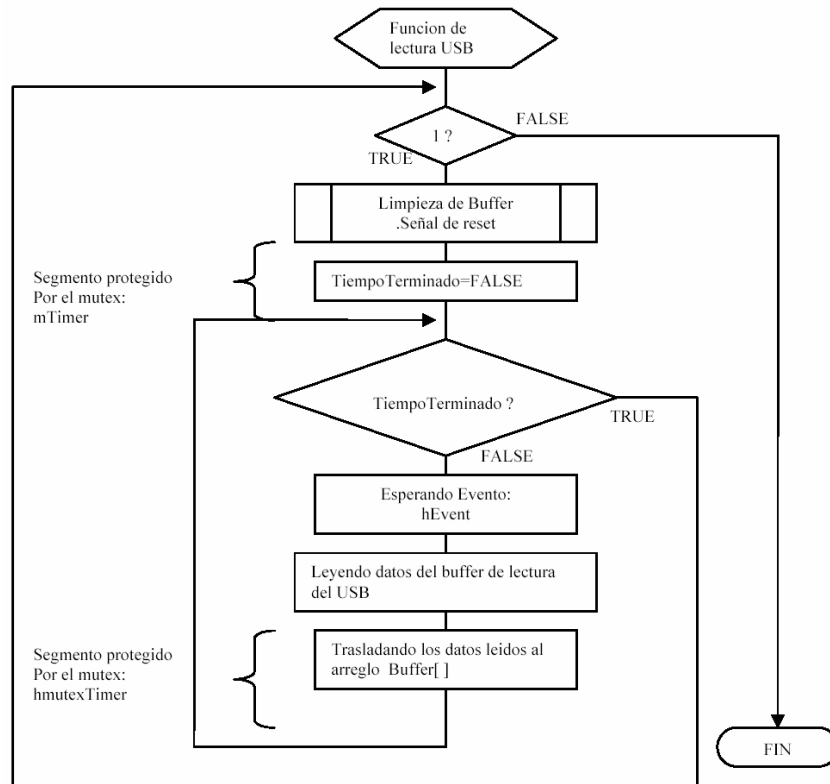 Funcion de
lectura USB
1 ?
FALSE
TRUE
Limpieza de Buffer
.Señal de reset
Segmento protegido
Por el mutex:
mTimer
TiempoTerminado=FALSE
TiempoTerminado ?
TRUE
FALSE
Esperando Evento:
hEvent
Leyendo datos del buffer de lectura
del USB
Segmento protegido
Por el mutex:
hmutexTimer
Trasladando los datos leidos al
arreglo Buffer[ ]
FIN